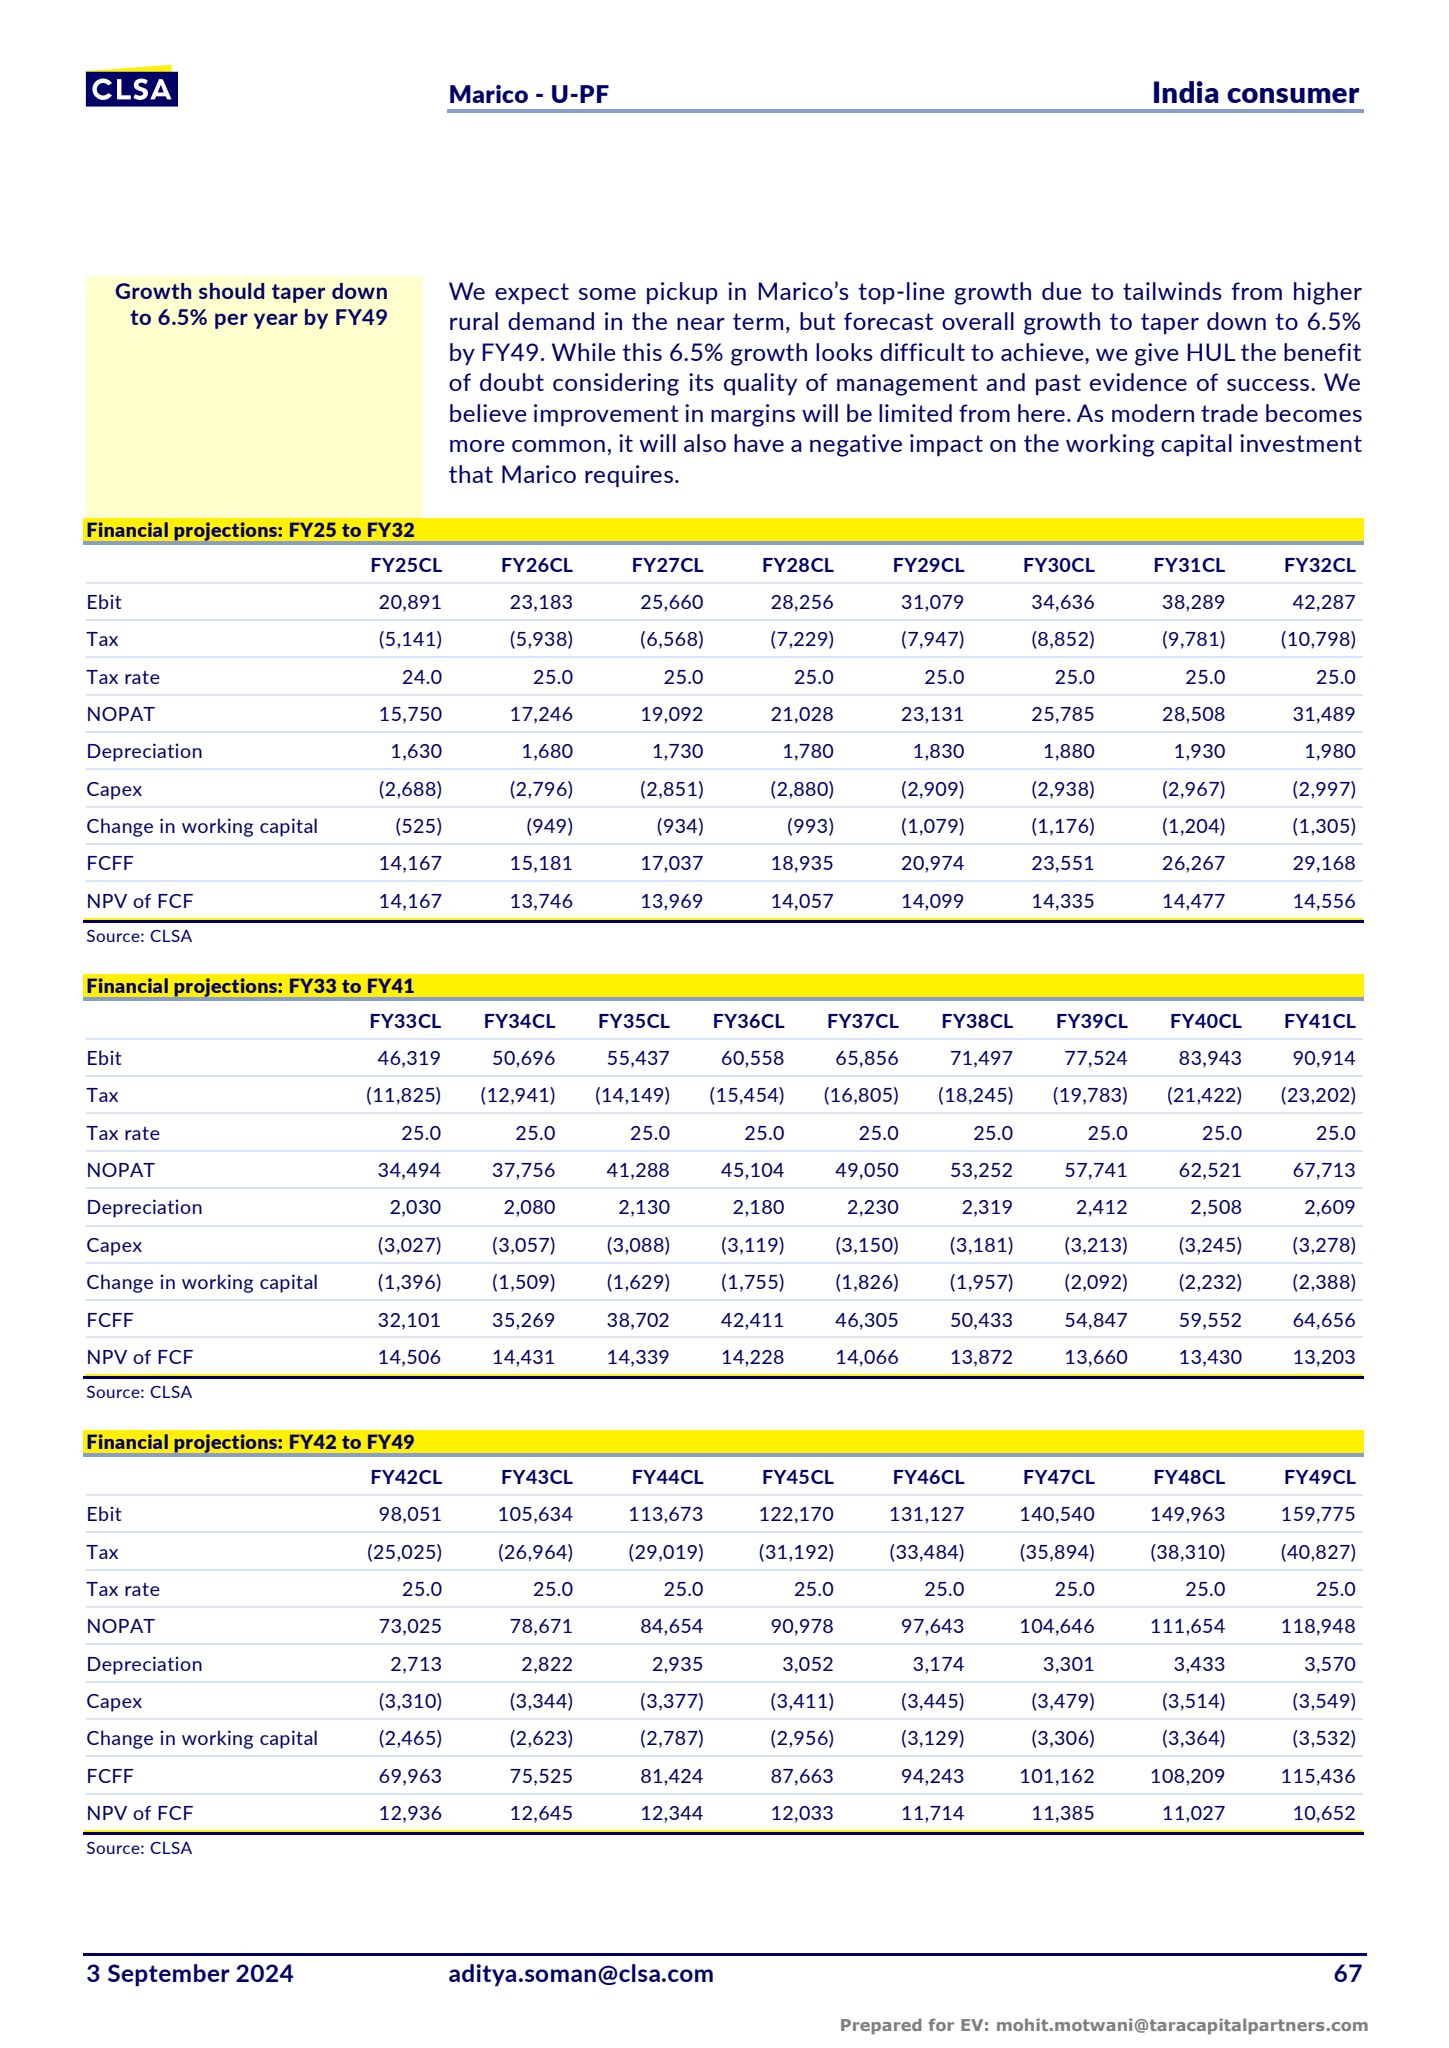 CLSA
Marico - U-PF
India consumer
Growth should taper down
to 6.5% per year by FY49
We expect some pickup in Marico’s top-line growth due to tailwinds from higher
rural demand in the near term, but forecast overall growth to taper down to 6.5%
by FY49. While this 6.5% growth looks difficult to achieve, we give HUL the benefit
of doubt considering its quality of management and past evidence of success. We
believe improvement in margins will be limited from here. As modern trade becomes
more common, it will also have a negative impact on the working capital investment
that Marico requires.
Financial projections: FY25 to FY32
FY25CL FY26CL FY27CL FY28CL FY29CL FY30CL FY31CL FY32CL
Ebit 20,891 23,183 25,660 28,256 31,079 34,636 38,289 42,287
Tax (5,141) (5,938) (6,568) (7,229) (7,947) (8,852) (9,781) (10,798)
Tax rate 24.0 25.0 25.0 25.0 25.0 25.0 25.0 25.0
NOPAT 15,750 17,246 19,092 21,028 23,131 25,785 28,508 31,489
Depreciation 1,630 1,680 1,730 1,780 1,830 1,880 1,930 1,980
Capex (2,688) (2,796) (2,851) (2,880) (2,909) (2,938) (2,967) (2,997)
Change in working capital (525) (949) (934) (993) (1,079) (1,176) (1,204) (1,305)
FCFF 14,167 15,181 17,037 18,935 20,974 23,551 26,267 29,168
NPV of FCF 14,167 13,746 13,969 14,057 14,099 14,335 14,477 14,556
Source: CLSA
Financial projections: FY33 to FY41
FY33CL FY34CL FY35CL FY36CL FY37CL FY38CL FY39CL FY40CL FY41CL
Ebit 46,319 50,696 55,437 60,558 65,856 71,497 77,524 83,943 90,914
Tax (11,825) (12,941) (14,149) (15,454) (16,805) (18,245) (19,783) (21,422) (23,202)
Tax rate 25.0 25.0 25.0 25.0 25.0 25.0 25.0 25.0 25.0
NOPAT 34,494 37,756 41,288 45,104 49,050 53,252 57,741 62,521 67,713
Depreciation 2,030 2,080 2,130 2,180 2,230 2,319 2,412 2,508 2,609
Capex (3,027) (3,057) (3,088) (3,119) (3,150) (3,181) (3,213) (3,245) (3,278)
Change in working capital (1,396) (1,509) (1,629) (1,755) (1,826) (1,957) (2,092) (2,232) (2,388)
FCFF 32,101 35,269 38,702 42,411 46,305 50,433 54,847 59,552 64,656
NPV of FCF 14,506 14,431 14,339 14,228 14,066 13,872 13,660 13,430 13,203
Source: CLSA
Financial projections: FY42 to FY49
FY42CL FY43CL FY44CL FY45CL FY46CL FY47CL FY48CL FY49CL
Ebit 98,051 105,634 113,673 122,170 131,127 140,540 149,963 159,775
Tax (25,025) (26,964) (29,019) (31,192) (33,484) (35,894) (38,310) (40,827)
Tax rate 25.0 25.0 25.0 25.0 25.0 25.0 25.0 25.0
NOPAT 73,025 78,671 84,654 90,978 97,643 104,646 111,654 118,948
Depreciation 2,713 2,822 2,935 3,052 3,174 3,301 3,433 3,570
Capex (3,310) (3,344) (3,377) (3,411) (3,445) (3,479) (3,514) (3,549)
Change in working capital (2,465) (2,623) (2,787) (2,956) (3,129) (3,306) (3,364) (3,532)
FCFF 69,963 75,525 81,424 87,663 94,243 101,162 108,209 115,436
NPV of FCF 12,936 12,645 12,344 12,033 11,714 11,385 11,027 10,652
Source: CLSA
3 September 2024
aditya.soman@clsa.com
67
Prepared for EV: mohit.motwani@taracapitalpartners.com